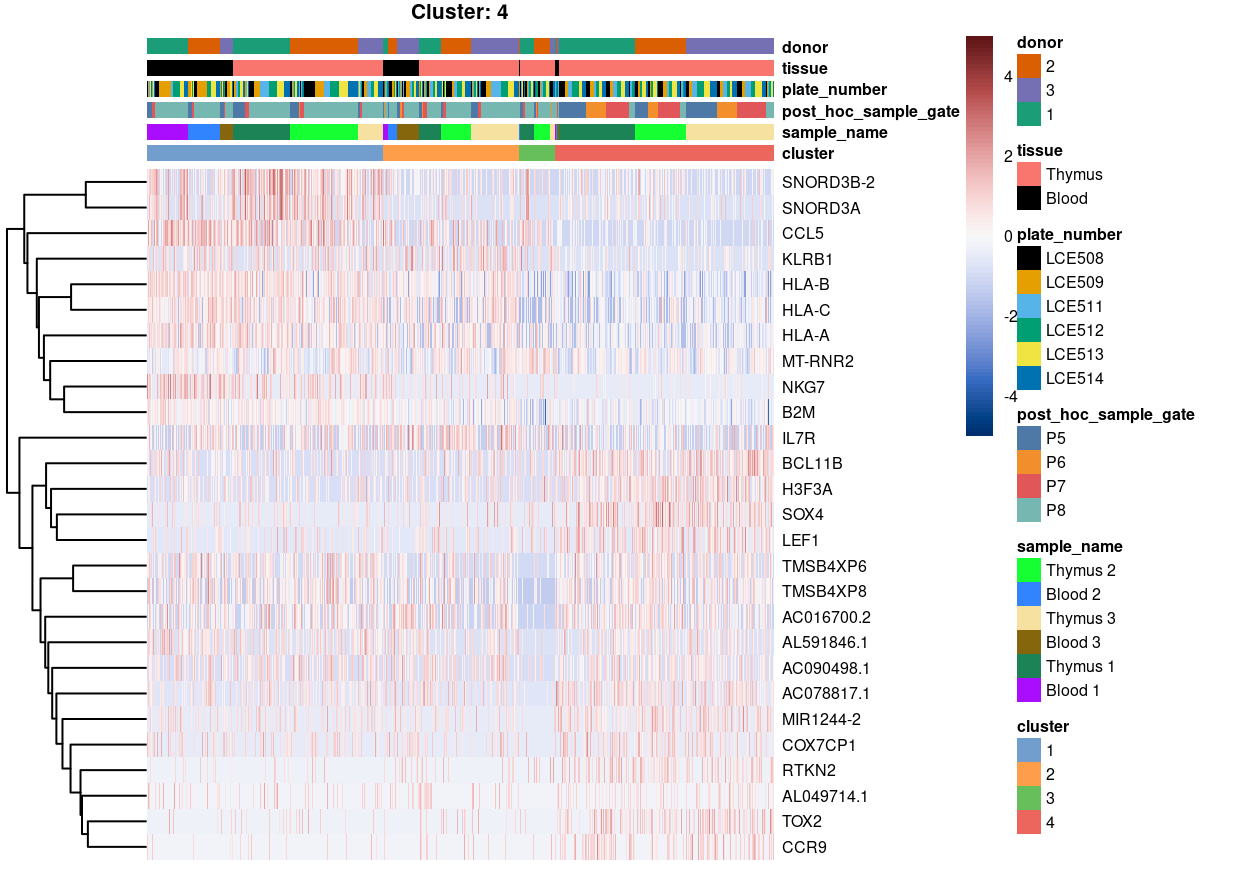 Cluster: 4
donor
tissue
plate_number
post_hoc_sample_gate
sample_name
cluster
SNORD3B-2
SNORD3A
CCL5
KLRB1
HLA-B
HLA-C
HLA-A
MT-RNR2
NKG7
B2M
IL7R
BCL11B
H3F3A
SOX4
LEF1
TMSB4XP6
TMSB4XP8
AC016700.2
AL591846.1
AC090498.1
AC078817.1
MIR1244-2
COX7CP1
RTKN2
AL049714.1
TOX2
CCR9
4
2
0
-2
-4
donor
2
3
1
tissue
Thymus
Blood
plate_number
LCE508
LCE509
LCE511
LCE512
LCE513
LCE514
post_hoc_sample_gate
P5
P6
P7
P8
sample_name
Thymus 2
Blood 2
Thymus 3
Blood 3
Thymus 1
Blood 1
cluster
1
2
3
4